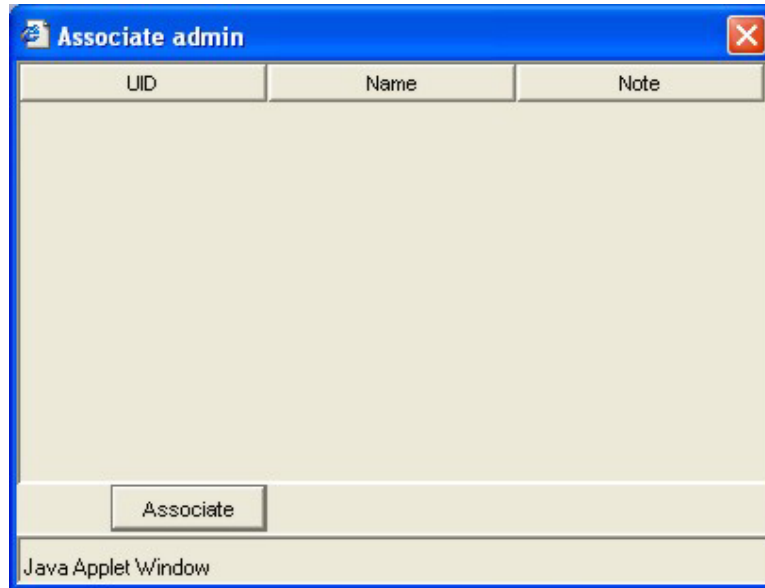 Associate admin
UID Name Note
Associate
Java Applet Window